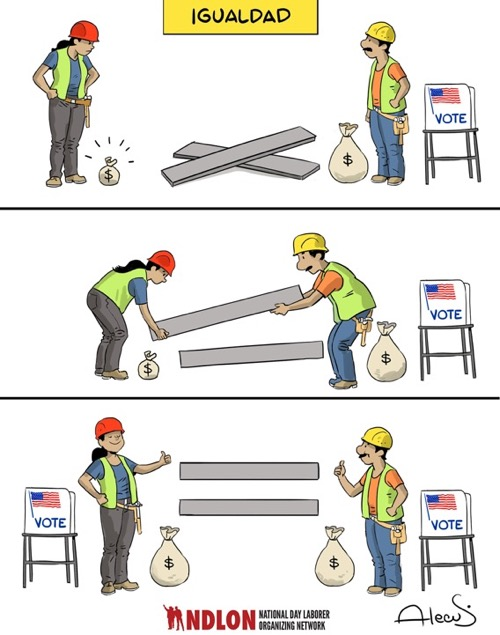 IGUALDAD
$
$
VOTE
$
$
VOTE
VOTE
$
$
VOTE
NDLON NATIONAL DAY LABORER
ORGANIZING NETWORK
Alecus